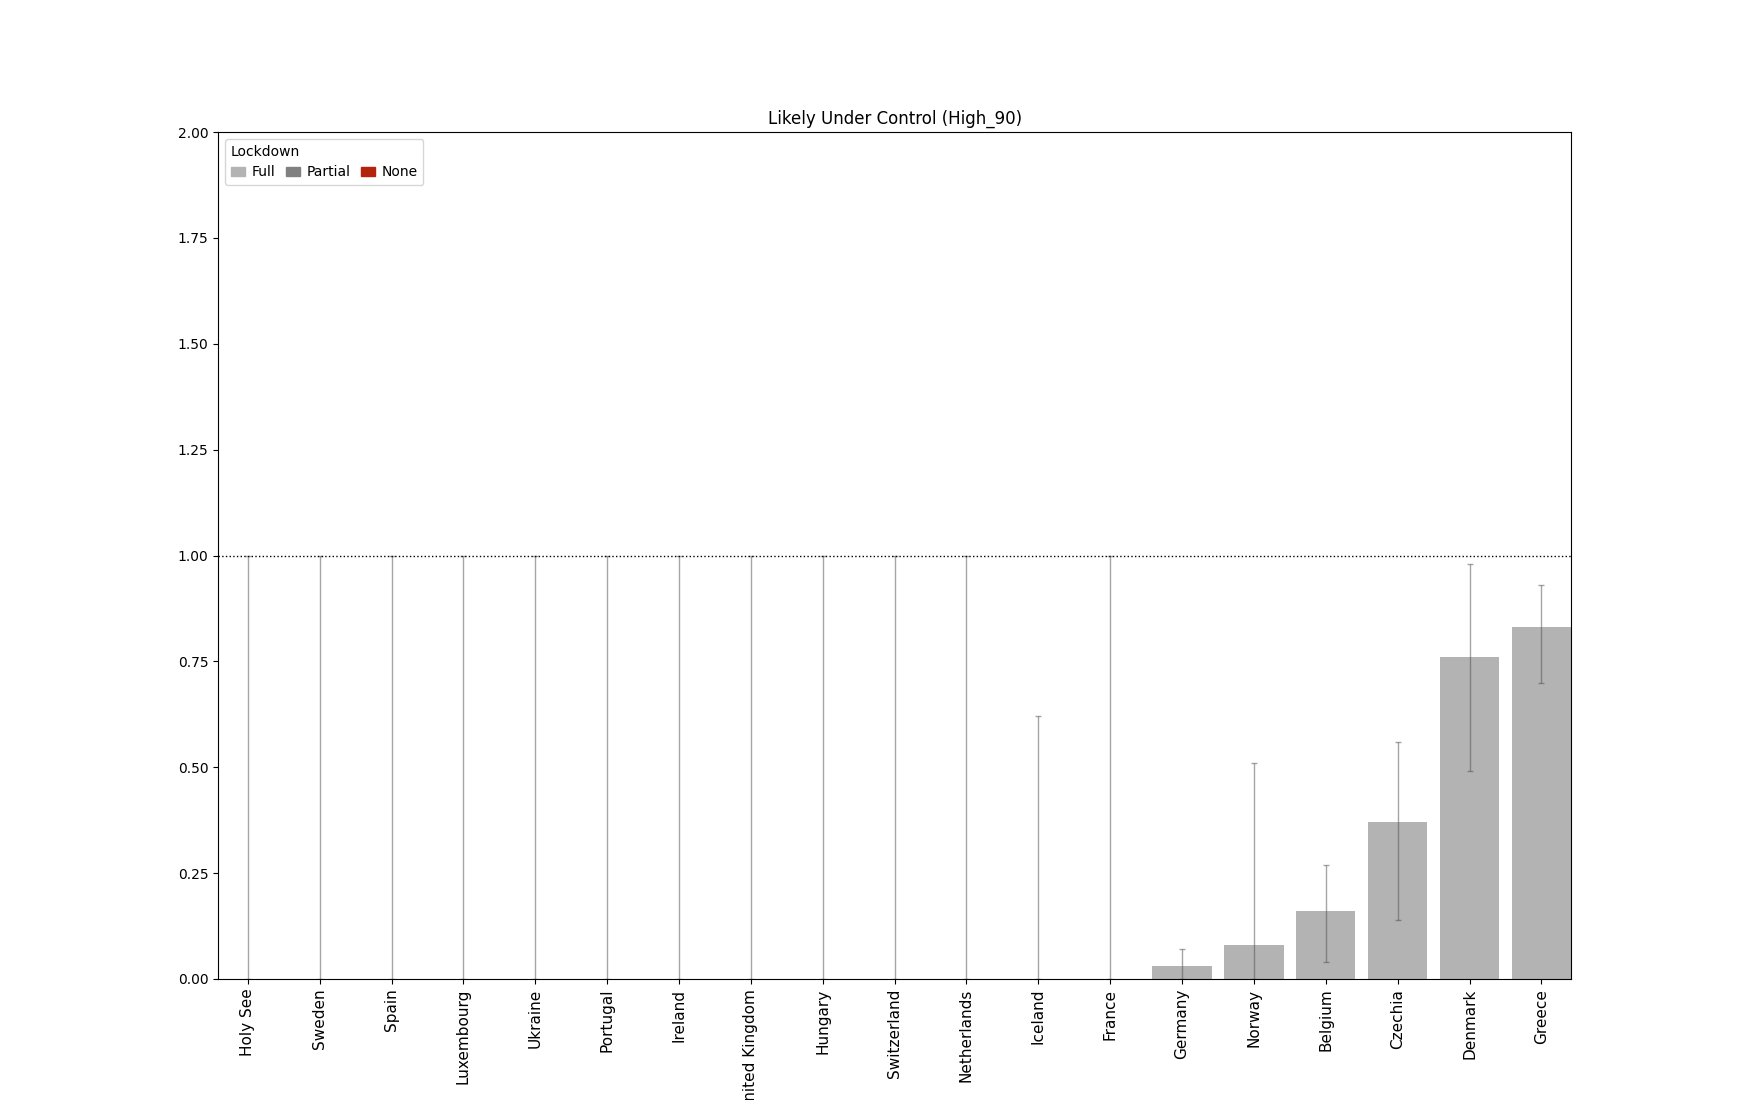 Likely Under Control (High_90)
2.00
Lockdown
Full Partial None
1.75
1.50
1.25
1.00
0.75
0.50
0.25
0.00
Holy See
Sweden
Spain
Luxembourg
Ukraine
Portugal
Ireland
nited Kingdom
Hungary
Switzerland
Netherlands
Iceland
France
Germany
Norway
Belgium
Czechia
Denmark
Greece